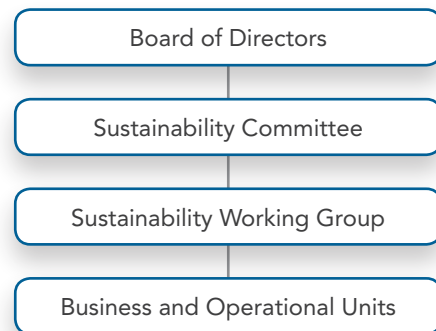 Board of Directors
Sustainability Committee
Sustainability Working Group
Business and Operational Units